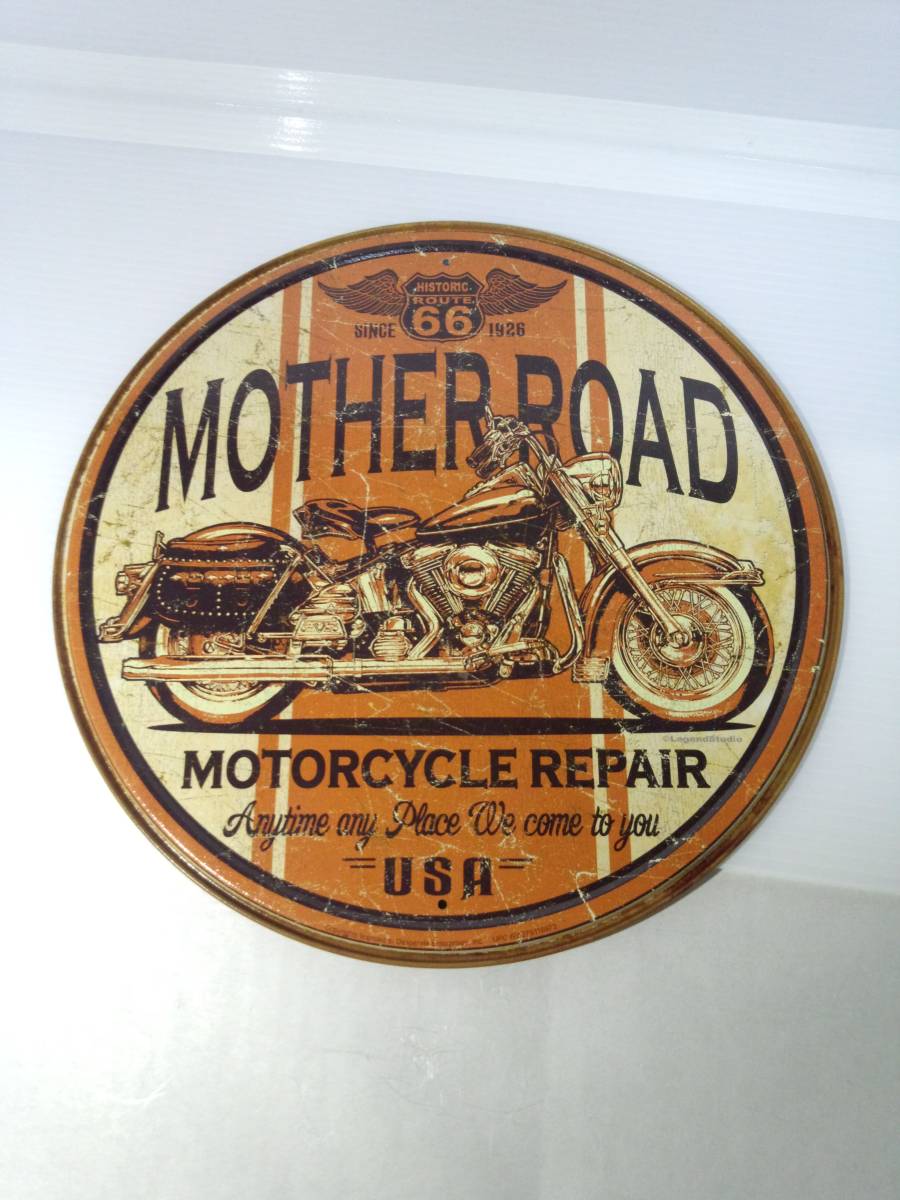 HISTORIC
ROUTE
SINCE 66 1926
MOTHER ROAD
©LegendStudio
MOTORCYCLE REPAIR
Anytime any Place We come to you
USA